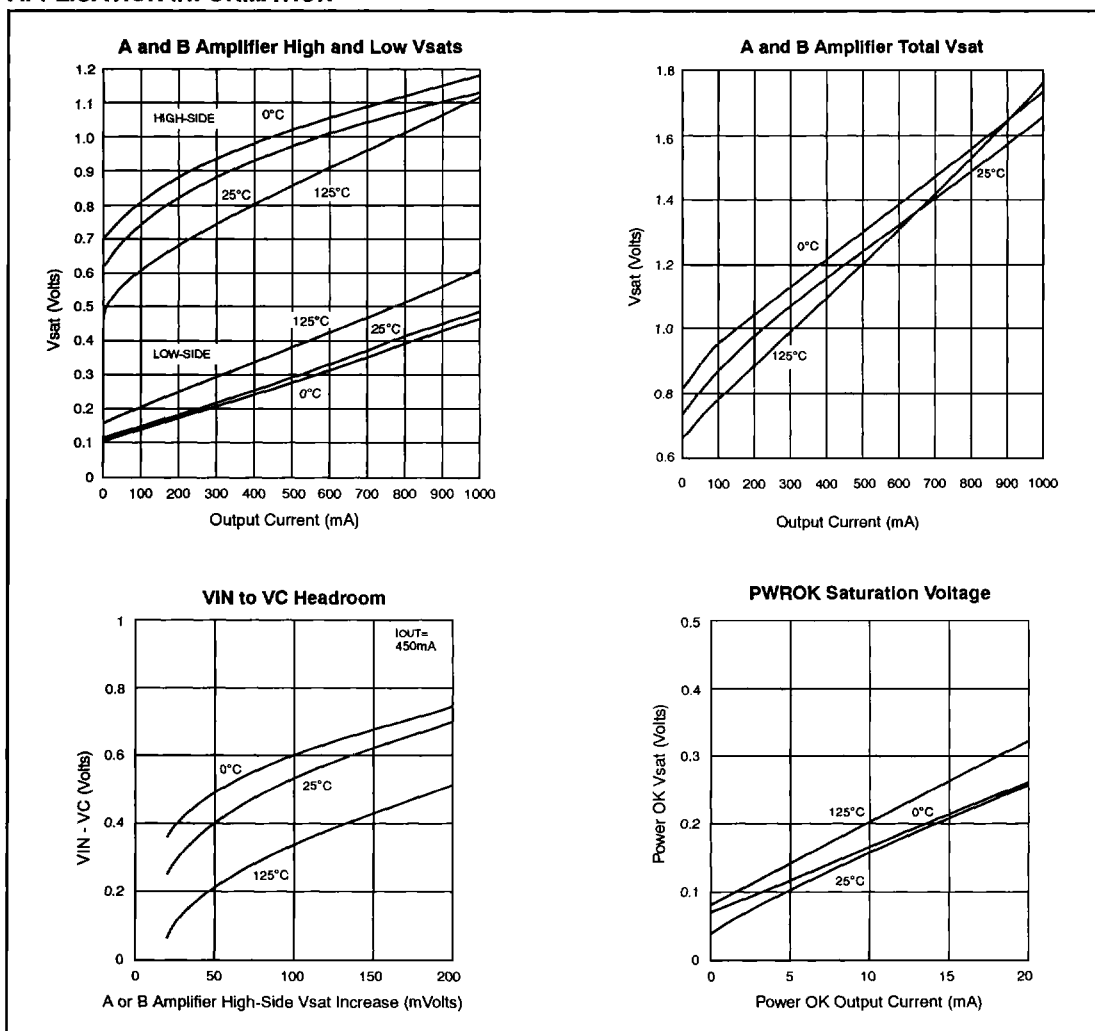 A and B Amplifier High and Low Vsats
1.2
1.1
1.0
0.9
0.8
0.7
0.6
0.5
0.4
0.3
0.2
0.1
0
Vsat (Volts)
HIGH-SIDE
0°C
25°C
125°C
125°C
25°C
LOW-SIDE
0°C
0 100 200 300 400 500 600 700 800 900 1000
Output Current (mA)
A and B Amplifier Total Vsat
1.8
1.6
1.4
1.2
1.0
0.8
0.6
Vsat (Volts)
25°C
0°C
125°C
0 100 200 300 400 500 600 700 800 900 1000
Output Current (mA)
VIN to VC Headroom
1
0.8
0.6
0.4
0.2
0
VIN - VC (Volts)
IOUT=
450mA
0°C
25°C
125°C
0 50 100 150 200
A or B Amplifier High-Side Vsat Increase (mVolts)
PWROK Saturation Voltage
0.5
0.4
0.3
0.2
0.1
0
Power OK Vsat (Volts)
125°C
0°C
25°C
0 5 10 15 20
Power OK Output Current (mA)